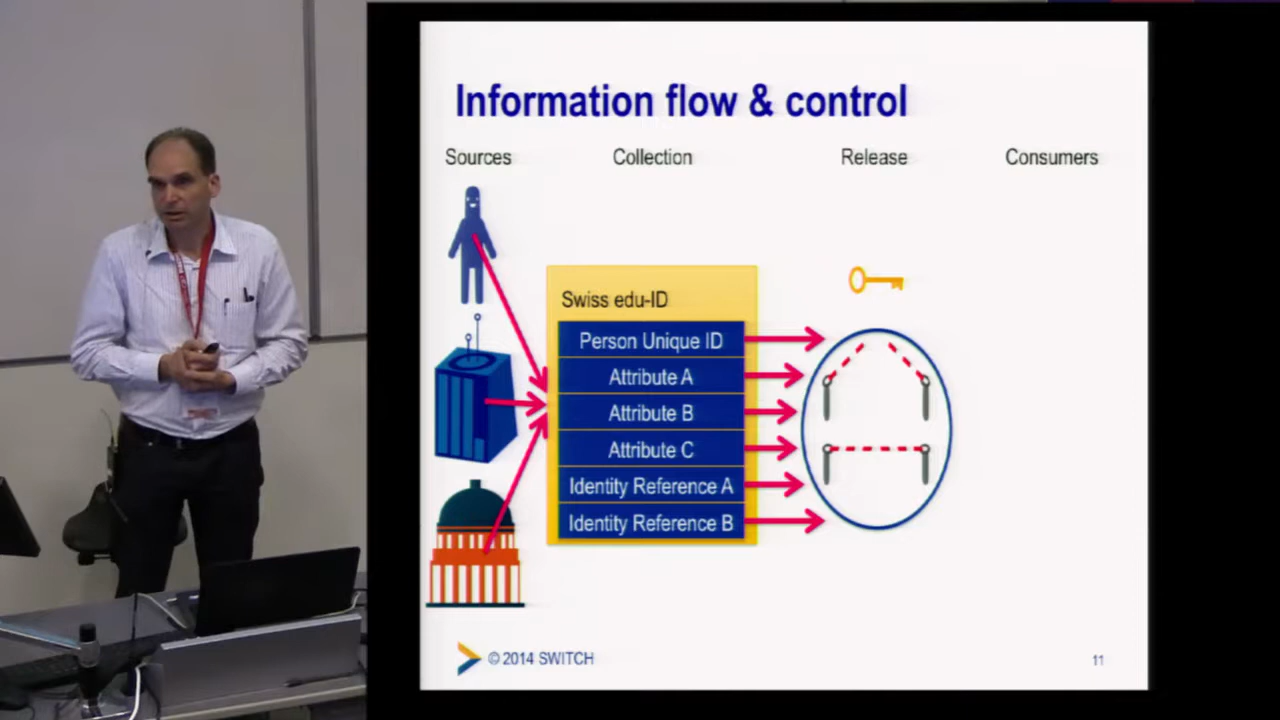 Information flow & control
Sources Collection Release Consumers
Swiss edu-ID
Person Unique ID
Attribute A
Attribute B
Attribute C
Identity Reference A
Identity Reference B
© 2014 SWITCH
11